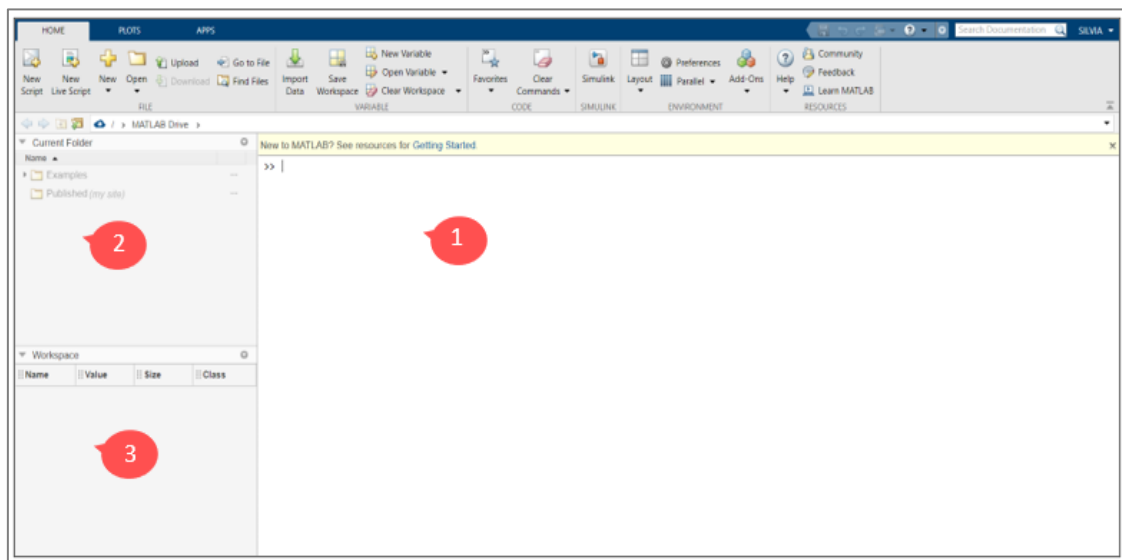 HOME PLOTS APPS
Search Documentation SILVIA
New Script
New Live Script
New
Open
Upload
Download
Go to File
Find Files
FILE
Import Data
Save Workspace
New Variable
Open Variable
Clear Workspace
VARIABLE
Favorites
Clear Commands
CODE
Simulink
SIMULINK
Layout
Preferences
Parallel
Add-Ons
ENVIRONMENT
Help
Community
Feedback
Learn MATLAB
RESOURCES
/ › MATLAB Drive ›
Current Folder
Name
Examples
Published (my site)
New to MATLAB? See resources for Getting Started.
>>
1
2
Workspace
Name Value Size Class
3